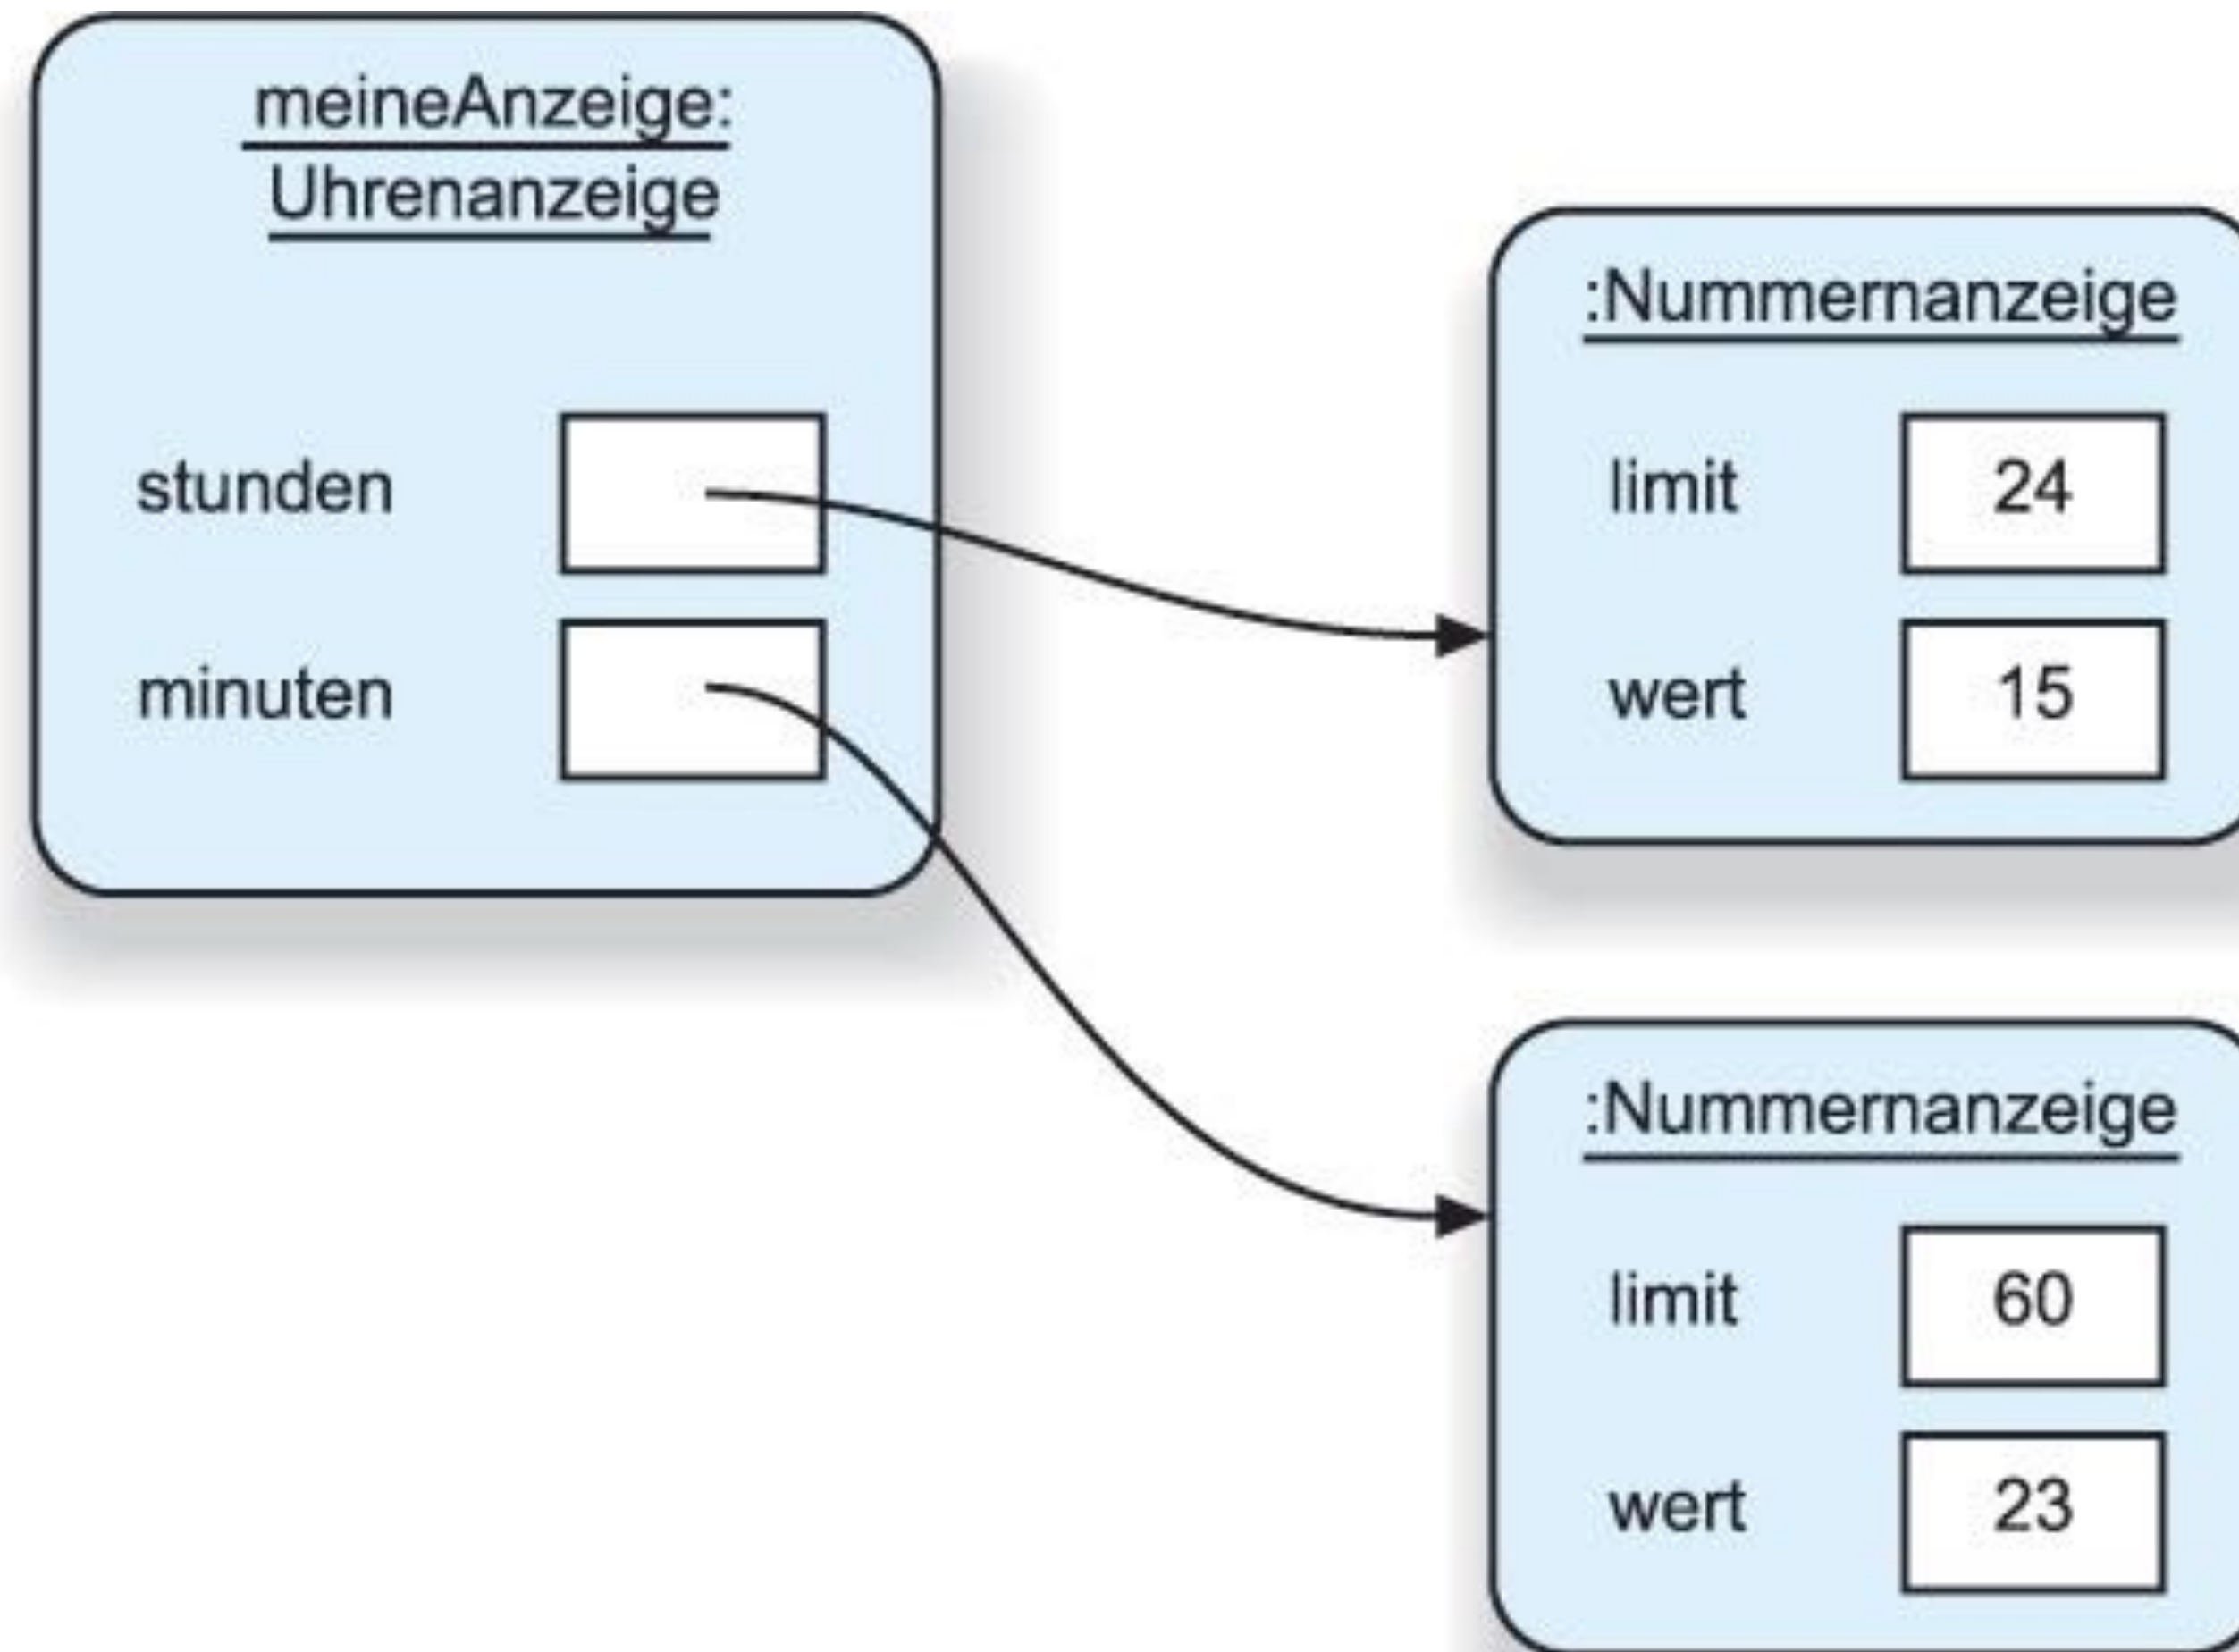 meineAnzeige:
Uhrenanzeige
stunden
minuten
:Nummernanzeige
limit 24
wert 15
:Nummernanzeige
limit 60
wert 23